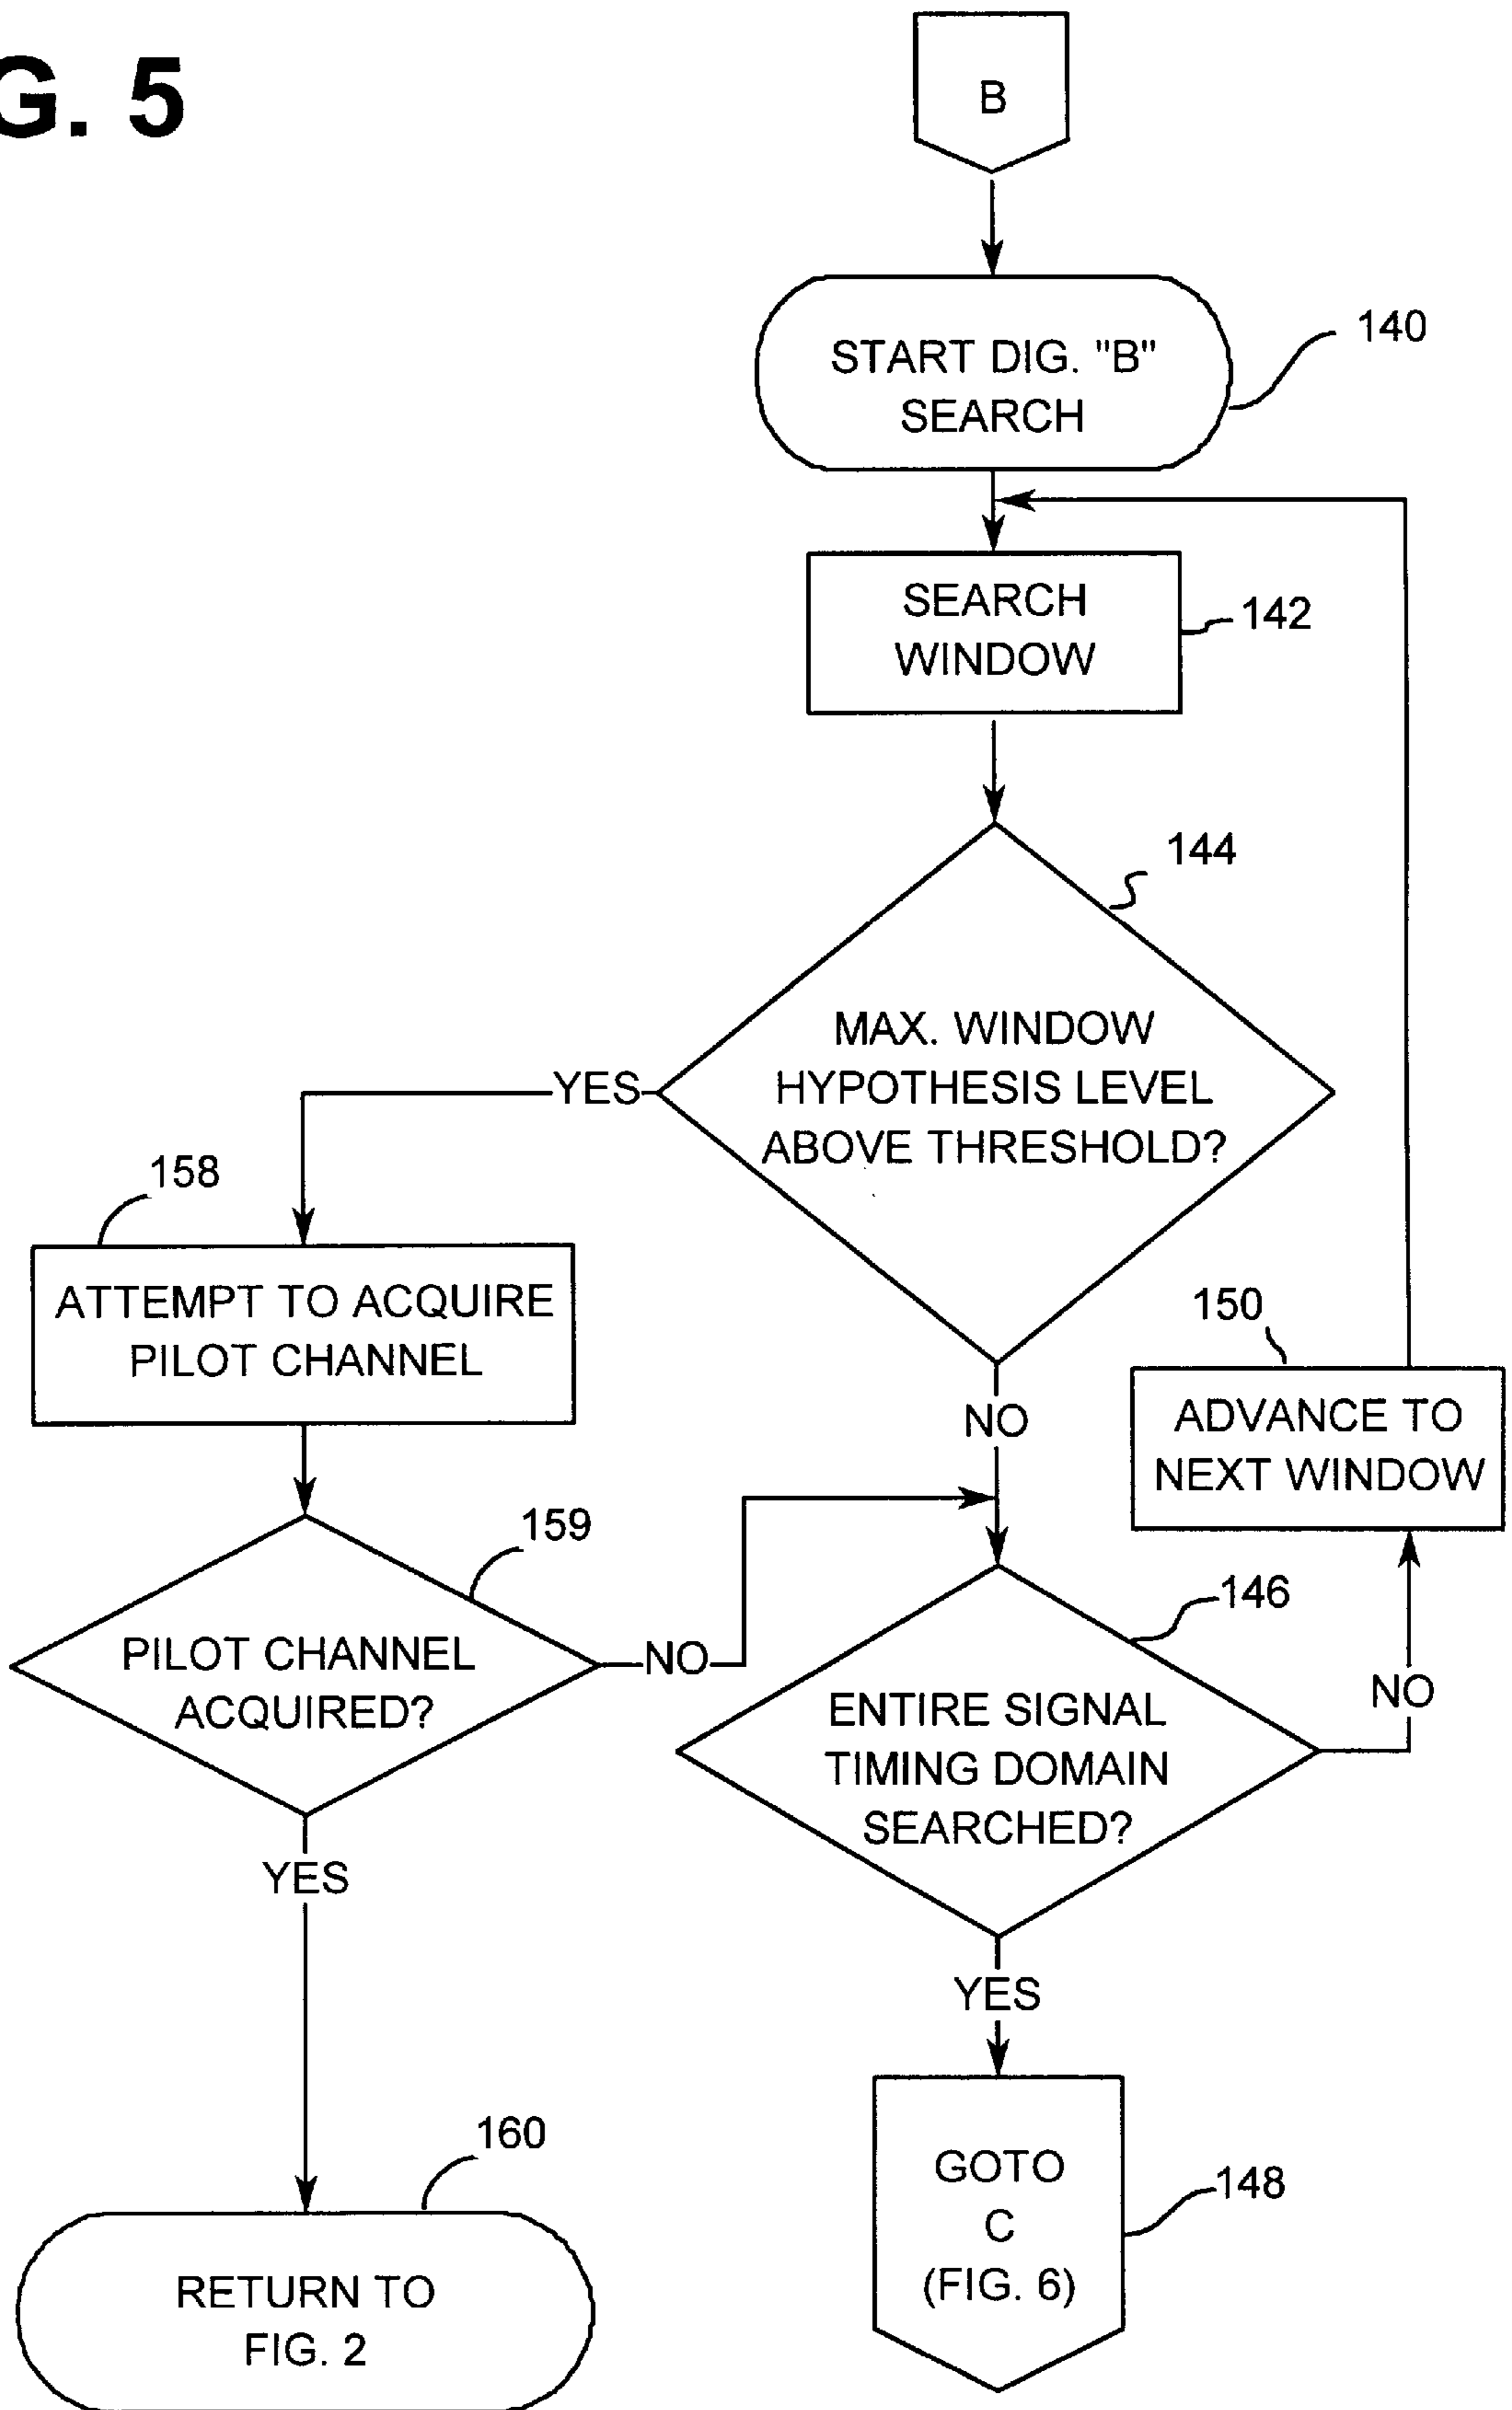 G. 5
B
START DIG. "B"
SEARCH
140
SEARCH
WINDOW
142
144
MAX. WINDOW
HYPOTHESIS LEVEL
ABOVE THRESHOLD?
YES
158
ATTEMPT TO ACQUIRE
PILOT CHANNEL
NO
150
ADVANCE TO
NEXT WINDOW
159
PILOT CHANNEL
ACQUIRED?
NO
146
ENTIRE SIGNAL
TIMING DOMAIN
SEARCHED?
NO
YES
YES
160
RETURN TO
FIG. 2
GOTO
C
(FIG. 6)
148